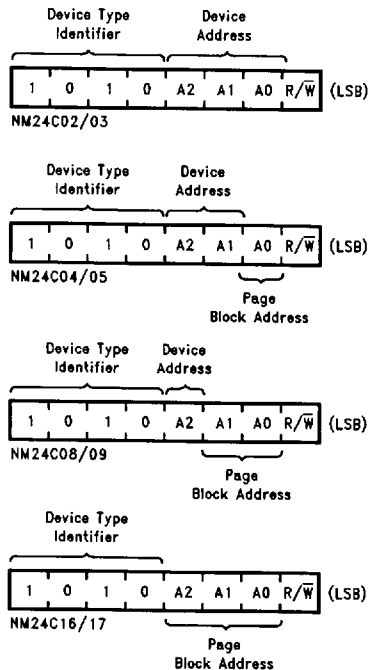 Device Type Device
Identifier Address
1 0 1 0 A2 A1 A0 R/W̅ (LSB)
NM24C02/03
Device Type Device
Identifier Address
1 0 1 0 A2 A1 A0 R/W̅ (LSB)
NM24C04/05
Page
Block Address
Device Type Device
Identifier Address
1 0 1 0 A2 A1 A0 R/W̅ (LSB)
NM24C08/09
Page
Block Address
Device Type
Identifier
1 0 1 0 A2 A1 A0 R/W̅ (LSB)
NM24C16/17
Page
Block Address